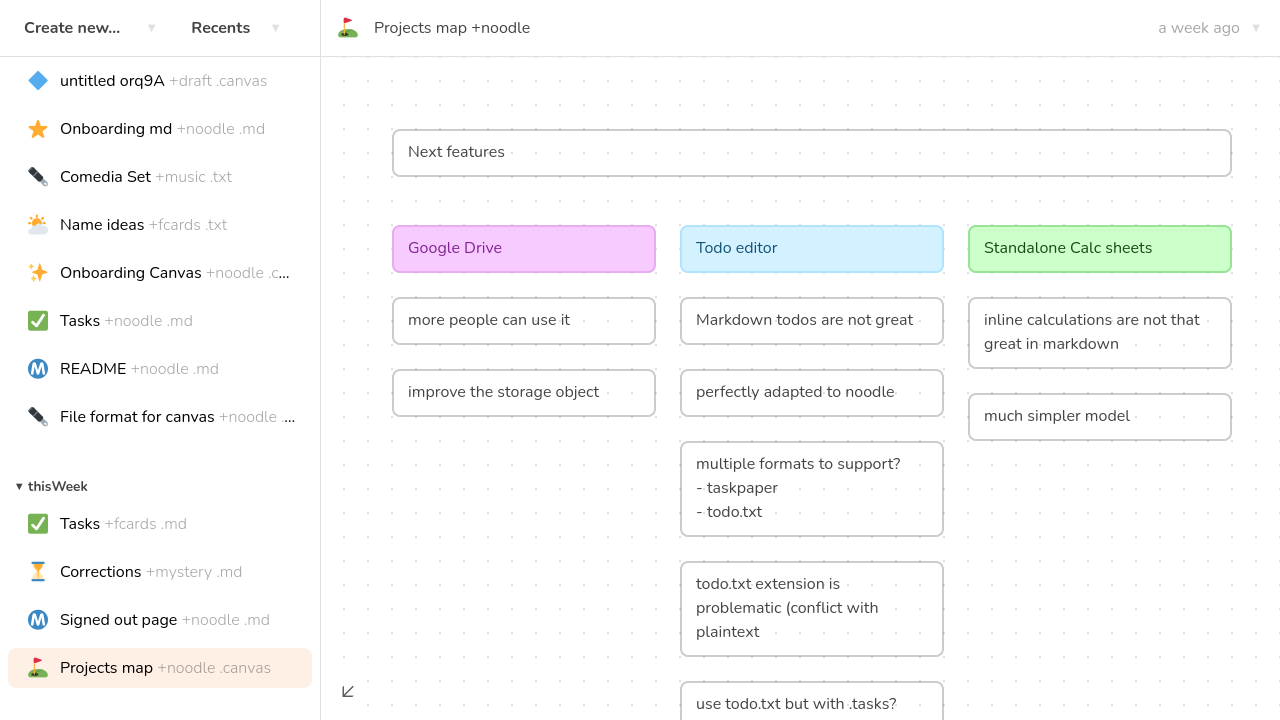 Create new...
Recents
Projects map +noodle
a week ago
untitled orq9A +draft .canvas
Onboarding md +noodle .md
Comedia Set +music .txt
Name ideas +fcards .txt
Onboarding Canvas +noodle .c...
Tasks +noodle .md
README +noodle .md
File format for canvas +noodle ...
thisWeek
Tasks +fcards .md
Corrections +mystery .md
Signed out page +noodle .md
Projects map +noodle .canvas
Next features
Google Drive
more people can use it
improve the storage object
Todo editor
Markdown todos are not great
perfectly adapted to noodle
multiple formats to support?
- taskpaper
- todo.txt
todo.txt extension is
problematic (conflict with
plaintext
use todo.txt but with .tasks?
Standalone Calc sheets
inline calculations are not that
great in markdown
much simpler model